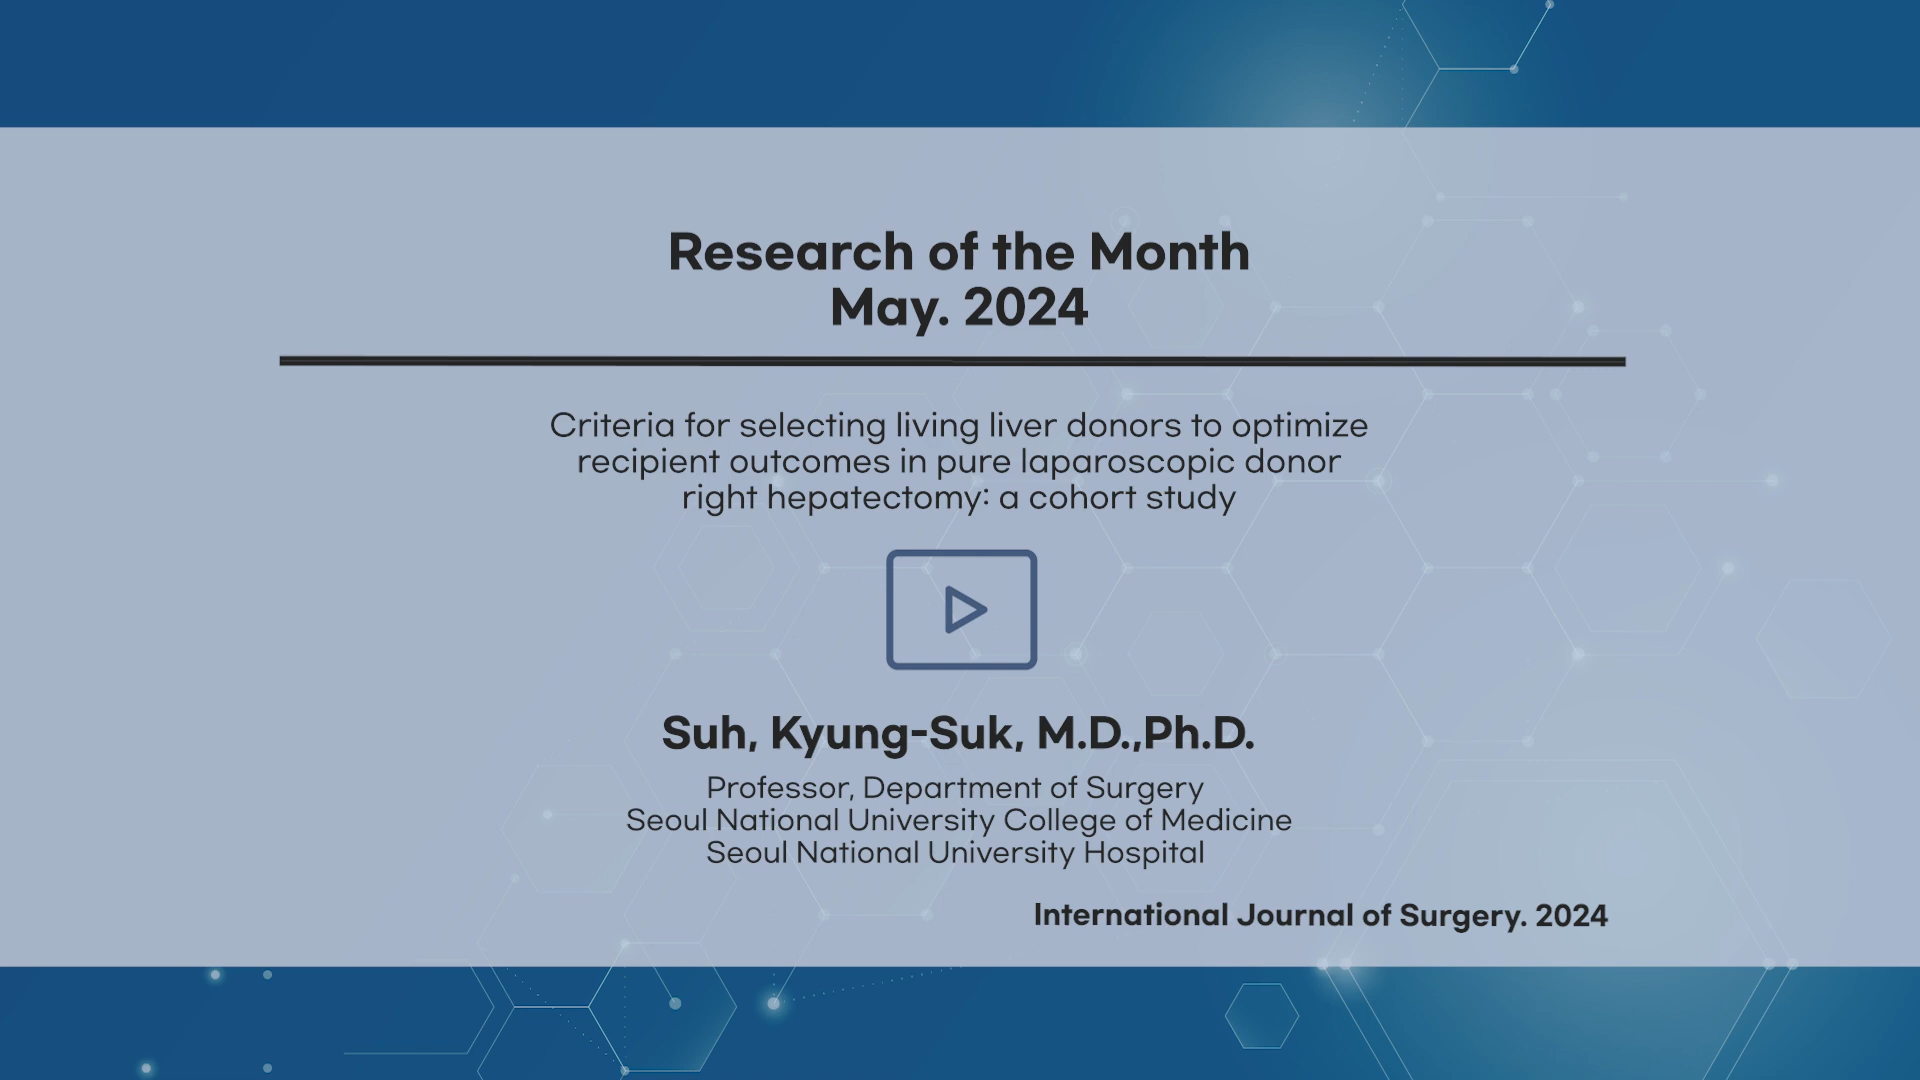 Research of the Month
May. 2024
Criteria for selecting living liver donors to optimize
recipient outcomes in pure laparoscopic donor
right hepatectomy: a cohort study
Suh, Kyung-Suk, M.D.,Ph.D.
Professor, Department of Surgery
Seoul National University College of Medicine
Seoul National University Hospital
International Journal of Surgery. 2024